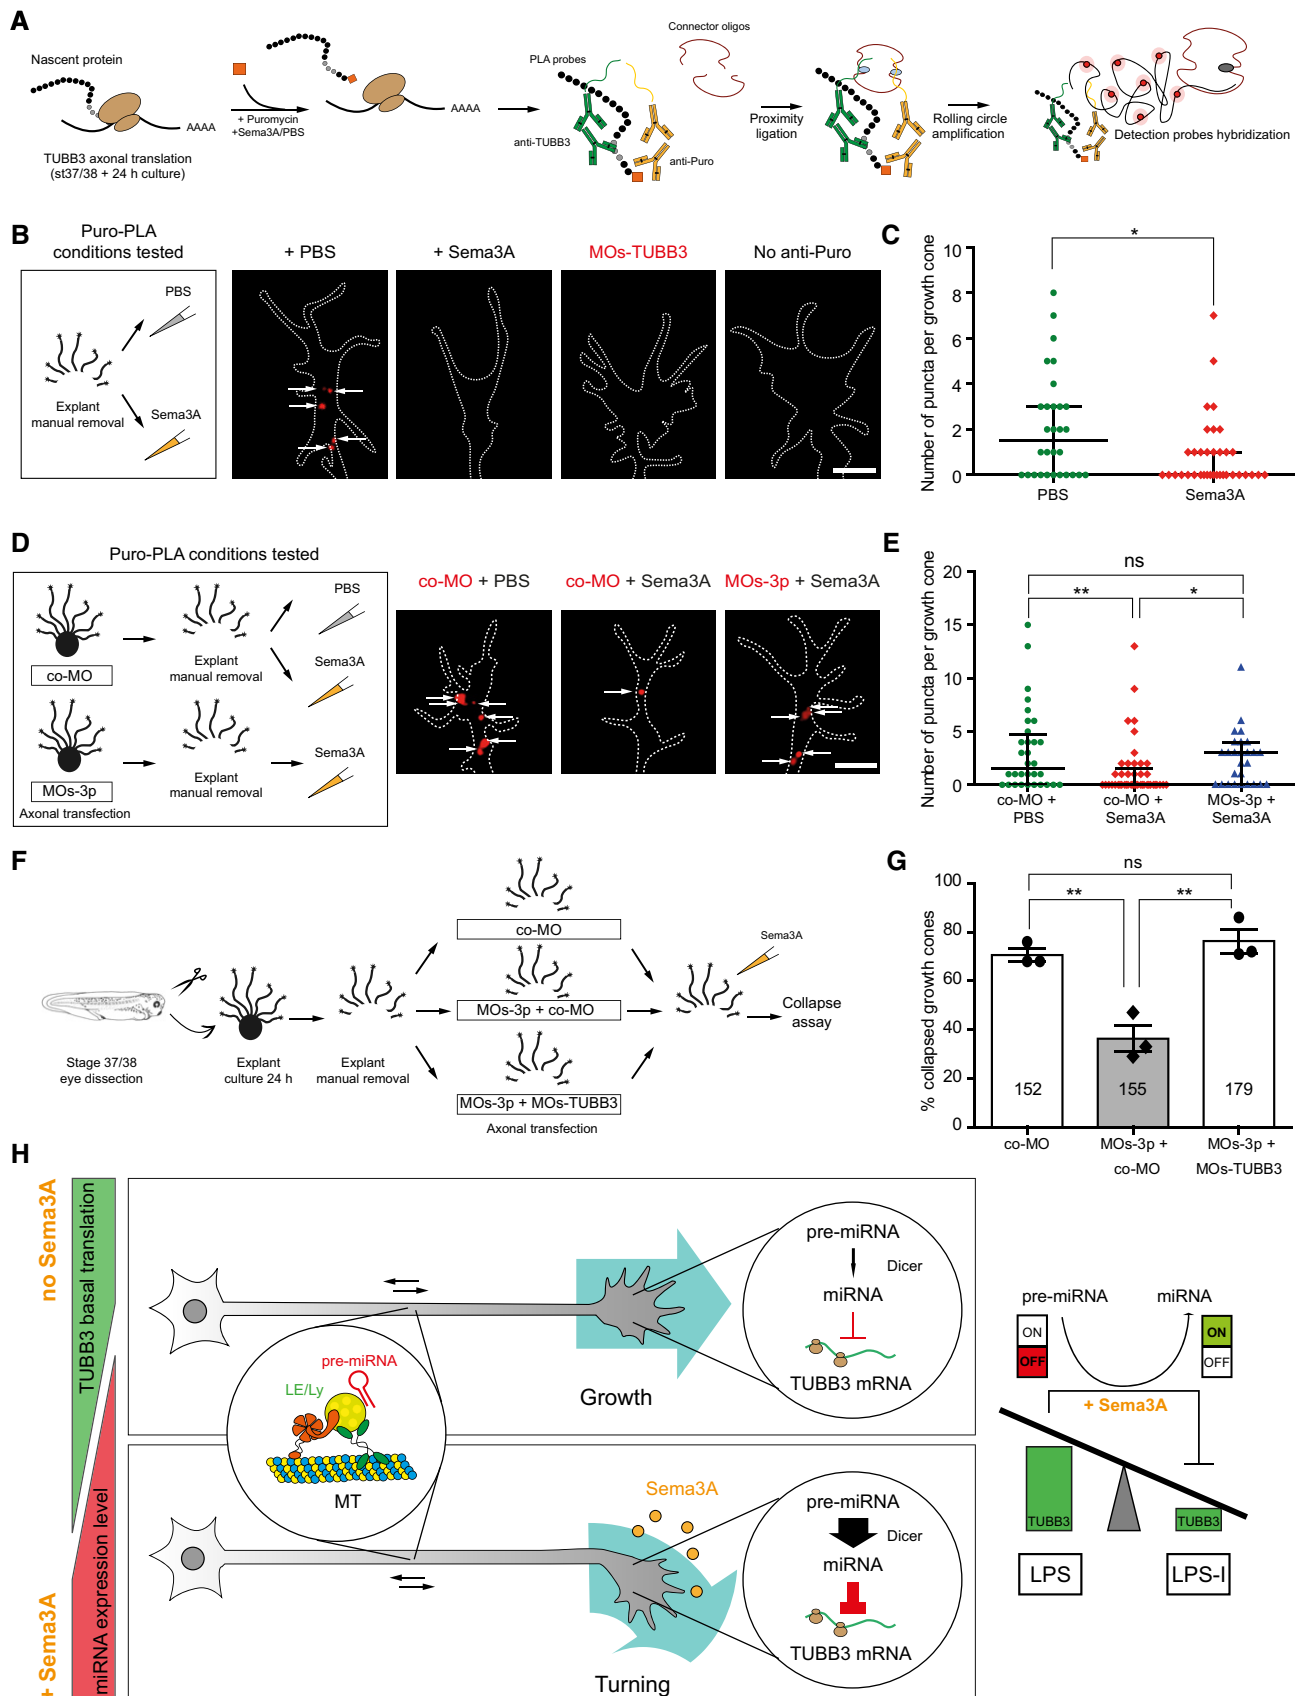 A
Nascent protein
AAAA
TUBB3 axonal translation
(st37/38 + 24 h culture)
+ Puromycin
+Sema3A/PBS
AAAA
PLA probes
Connector oligos
anti-TUBB3
anti-Puro
Proximity
ligation
Rolling circle
amplification
Detection probes hybridization
B
Puro-PLA
conditions tested
PBS
Explant
manual removal
Sema3A
+ PBS
+ Sema3A
MOs-TUBB3
No anti-Puro
C
Number of puncta per growth cone
10
8
6
4
2
0
*
PBS
Sema3A
D
Puro-PLA conditions tested
co-MO
Explant
manual removal
PBS
Sema3A
MOs-3p
Axonal transfection
Explant
manual removal
Sema3A
co-MO + PBS
co-MO + Sema3A
MOs-3p + Sema3A
E
Number of puncta per growth cone
20
15
10
5
0
ns
**
*
co-MO +
PBS
co-MO +
Sema3A
MOs-3p +
Sema3A
F
Stage 37/38
eye dissection
Explant
culture 24 h
Explant
manual removal
co-MO
MOs-3p + co-MO
MOs-3p + MOs-TUBB3
Axonal transfection
Sema3A
Collapse
assay
G
% collapsed growth cones
100
80
60
40
20
0
ns
**
**
152
155
179
co-MO
MOs-3p +
co-MO
MOs-3p +
MOs-TUBB3
H
no Sema3A
+ Sema3A
TUBB3 basal translation
miRNA expression level
pre-miRNA
LE/Ly
MT
Growth
pre-miRNA
Dicer
miRNA
TUBB3 mRNA
Sema3A
Turning
pre-miRNA
Dicer
miRNA
TUBB3 mRNA
pre-miRNA
miRNA
ON
OFF
ON
OFF
+ Sema3A
TUBB3
TUBB3
LPS
LPS-I